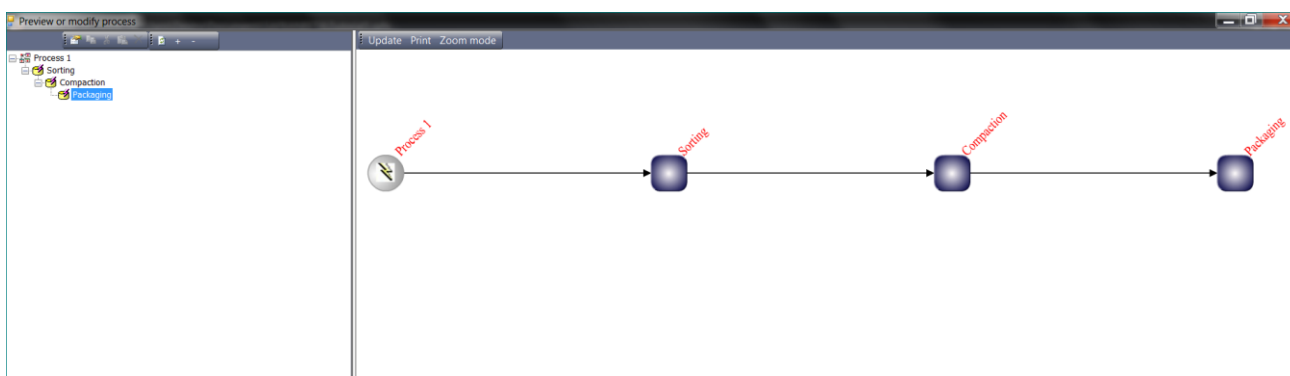 Preview or modify process
Update Print Zoom mode
Process 1
Sorting
Compaction
Packaging
Process 1
Sorting
Compaction
Packaging